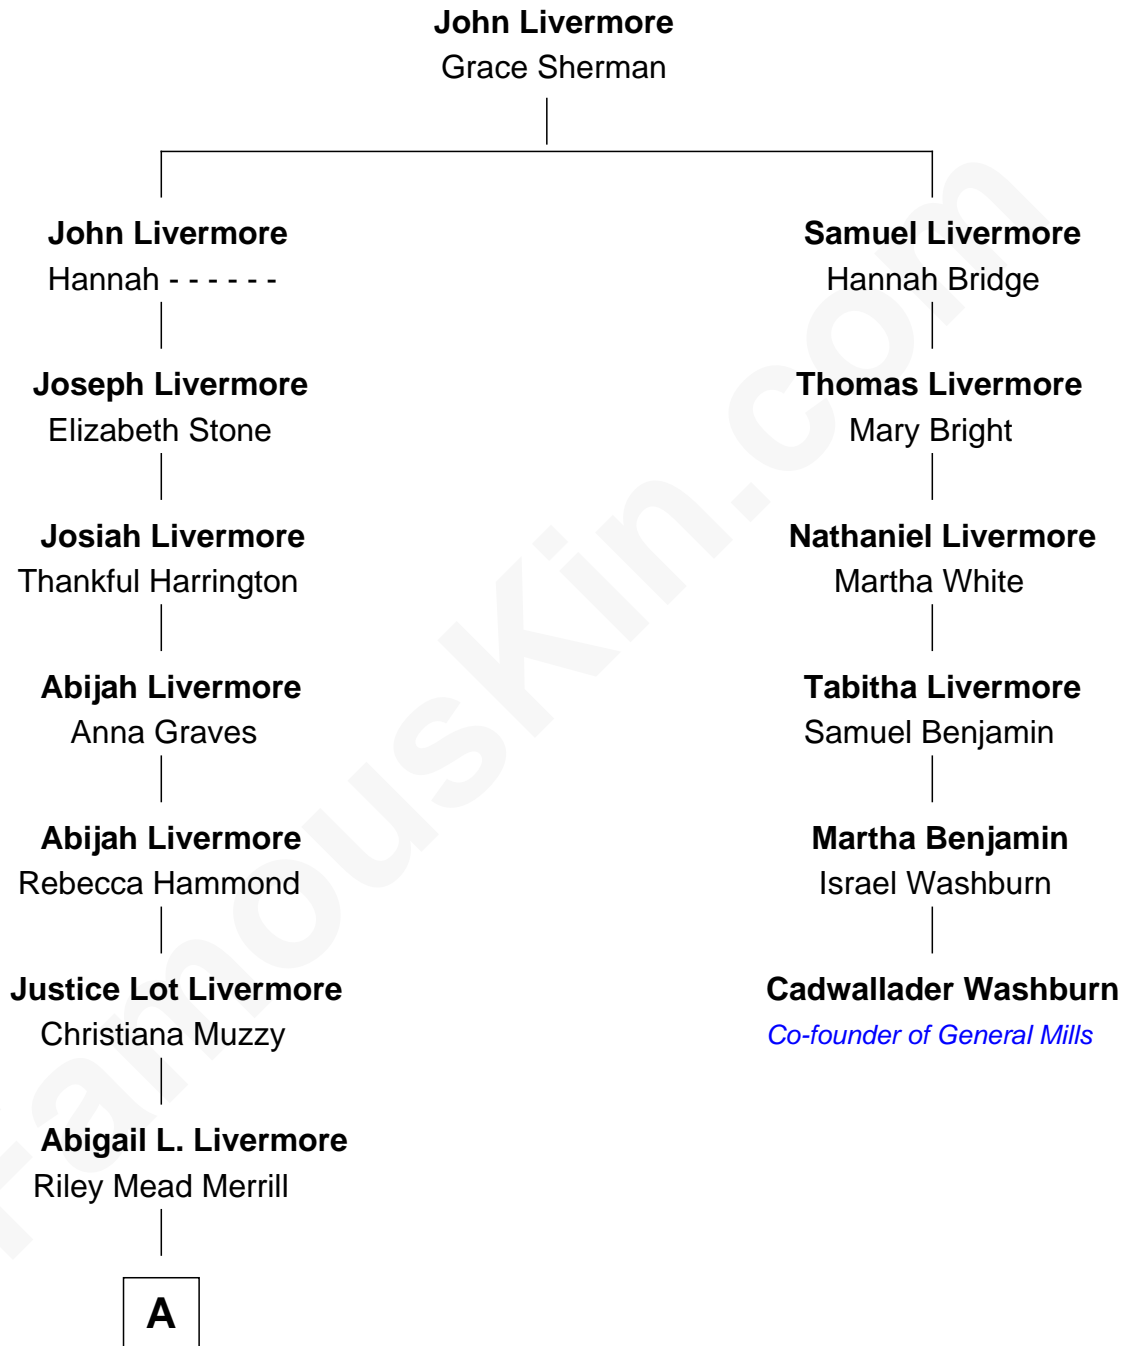 John Livermore
Grace Sherman
John Livermore
Hannah - - - - - -
Joseph Livermore
Elizabeth Stone
Josiah Livermore
Thankful Harrington
Abijah Livermore
Anna Graves
Abijah Livermore
Rebecca Hammond
Justice Lot Livermore
Christiana Muzzy
Abigail L. Livermore
Riley Mead Merrill
A
Samuel Livermore
Hannah Bridge
Thomas Livermore
Mary Bright
Nathaniel Livermore
Martha White
Tabitha Livermore
Samuel Benjamin
Martha Benjamin
Israel Washburn
Cadwallader Washburn
Co-founder of General Mills
FamousKin.com